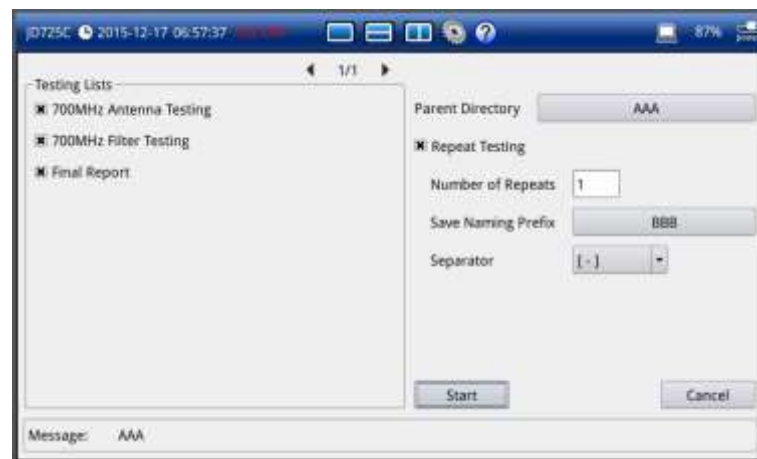 JD725C 2015-12-17 06:57:37
87%
1/1
Testing Lists
700MHz Antenna Testing
700MHz Filter Testing
Final Report
Parent Directory AAA
Repeat Testing
Number of Repeats 1
Save Naming Prefix BBB
Separator [ - ]
Start Cancel
Message: AAA